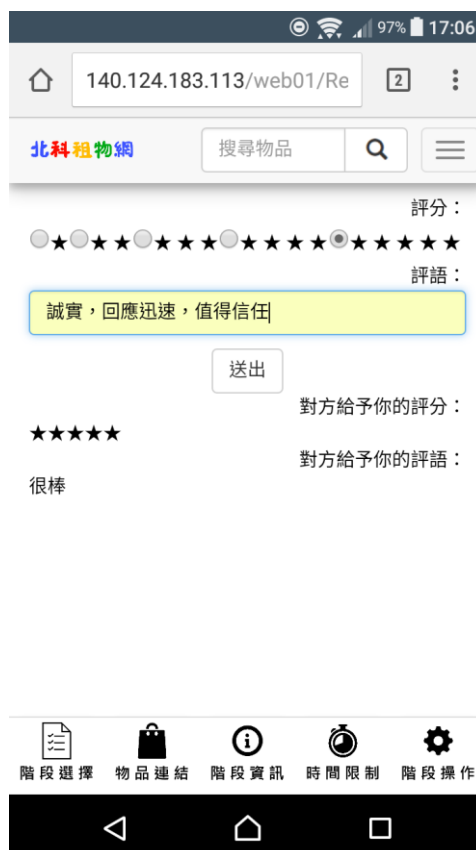 97% 17:06
140.124.183.113/web01/Re 2
北科租物網 搜尋物品
評分：
★ ★★ ★★★ ★★★★ ★★★★★
評語：
誠實，回應迅速，值得信任
送出
對方給予你的評分：
★★★★★
對方給予你的評語：
很棒
階段選擇 物品連結 階段資訊 時間限制 階段操作